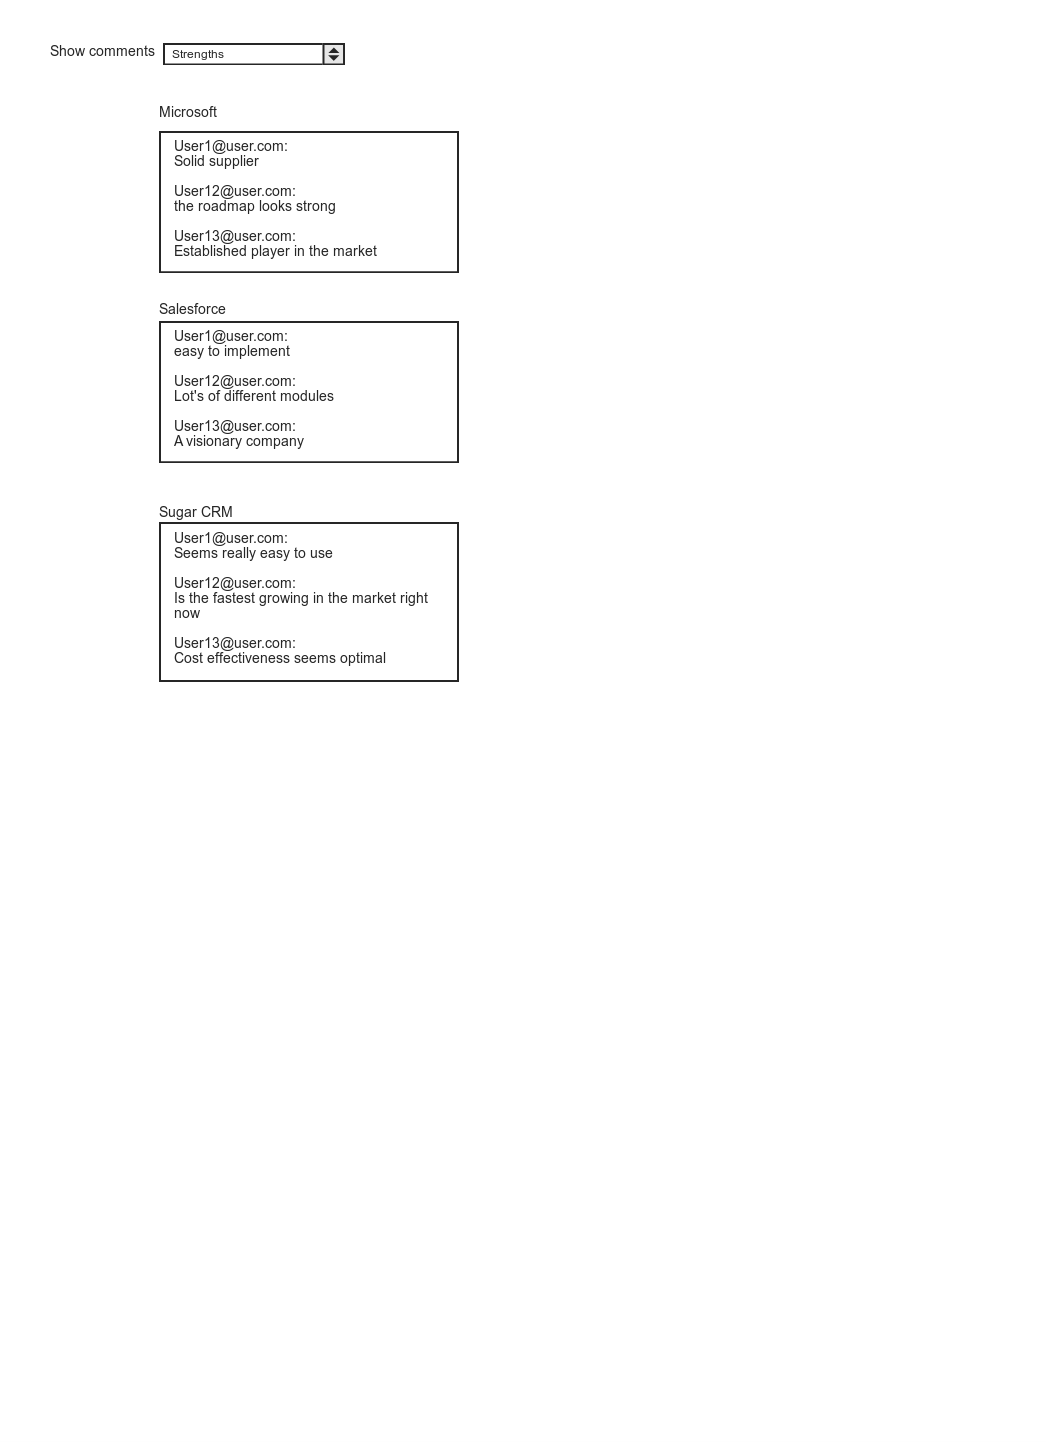 Show comments Strengths
Microsoft
User1@user.com:
Solid supplier
User12@user.com:
the roadmap looks strong
User13@user.com:
Established player in the market
Salesforce
User1@user.com:
easy to implement
User12@user.com:
Lot's of different modules
User13@user.com:
A visionary company
Sugar CRM
User1@user.com:
Seems really easy to use
User12@user.com:
Is the fastest growing in the market right
now
User13@user.com:
Cost effectiveness seems optimal